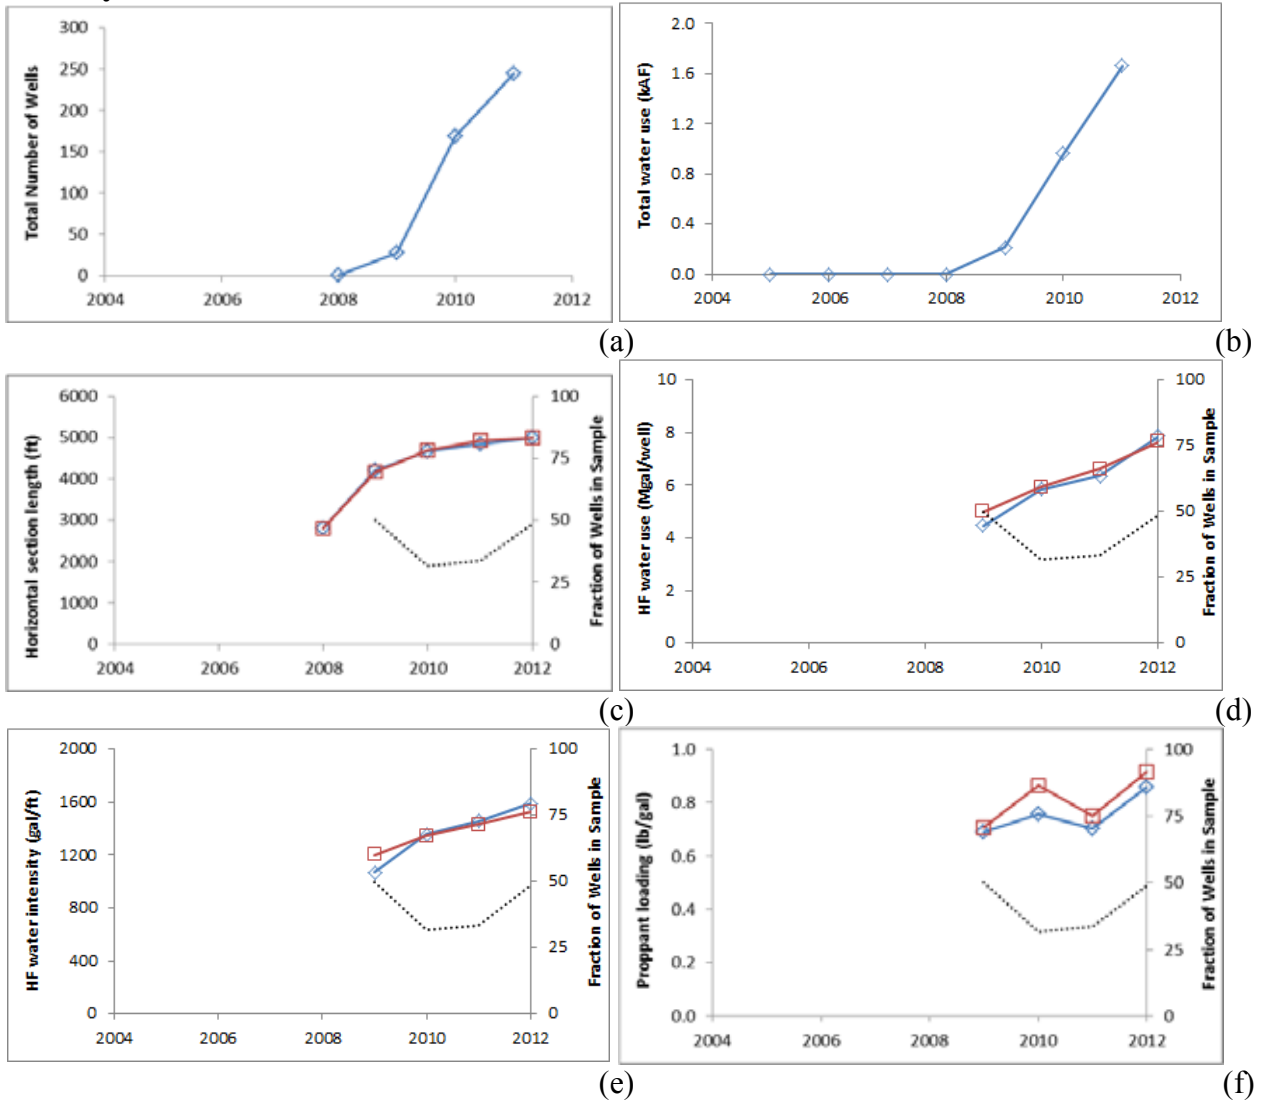 300
250
200
150
100
50
0
2004 2006 2008 2010 2012
Total Number of Wells
(a)
2.0
1.6
1.2
0.8
0.4
0.0
2004 2006 2008 2010 2012
Total water use (kAF)
(b)
6000
5000
4000
3000
2000
1000
0
2004 2006 2008 2010 2012
Horizontal section length (ft)
100
75
50
25
0
Fraction of Wells in Sample
(c)
10
8
6
4
2
0
2004 2006 2008 2010 2012
HF water use (Mgal/well)
100
75
50
25
0
Fraction of Wells in Sample
(d)
2000
1600
1200
800
400
0
2004 2006 2008 2010 2012
HF water intensity (gal/ft)
100
75
50
25
0
Fraction of Wells in Sample
(e)
1.0
0.8
0.6
0.4
0.2
0.0
2004 2006 2008 2010 2012
Proppant loading (lb/gal)
100
75
50
25
0
Fraction of Wells in Sample
(f)